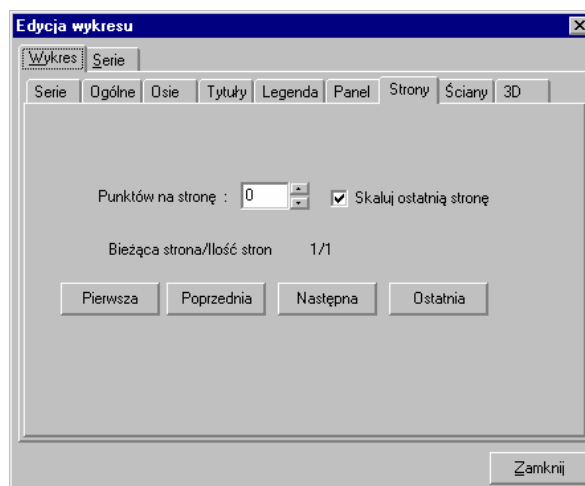 Edycja wykresu
Wykres Serie
Serie Ogólne Osie Tytuły Legenda Panel Strony Ściany 3D
Punktów na stronę : 0 Skaluj ostatnią stronę
Bieżąca strona/Ilość stron 1/1
Pierwsza Poprzednia Następna Ostatnia
Zamknij